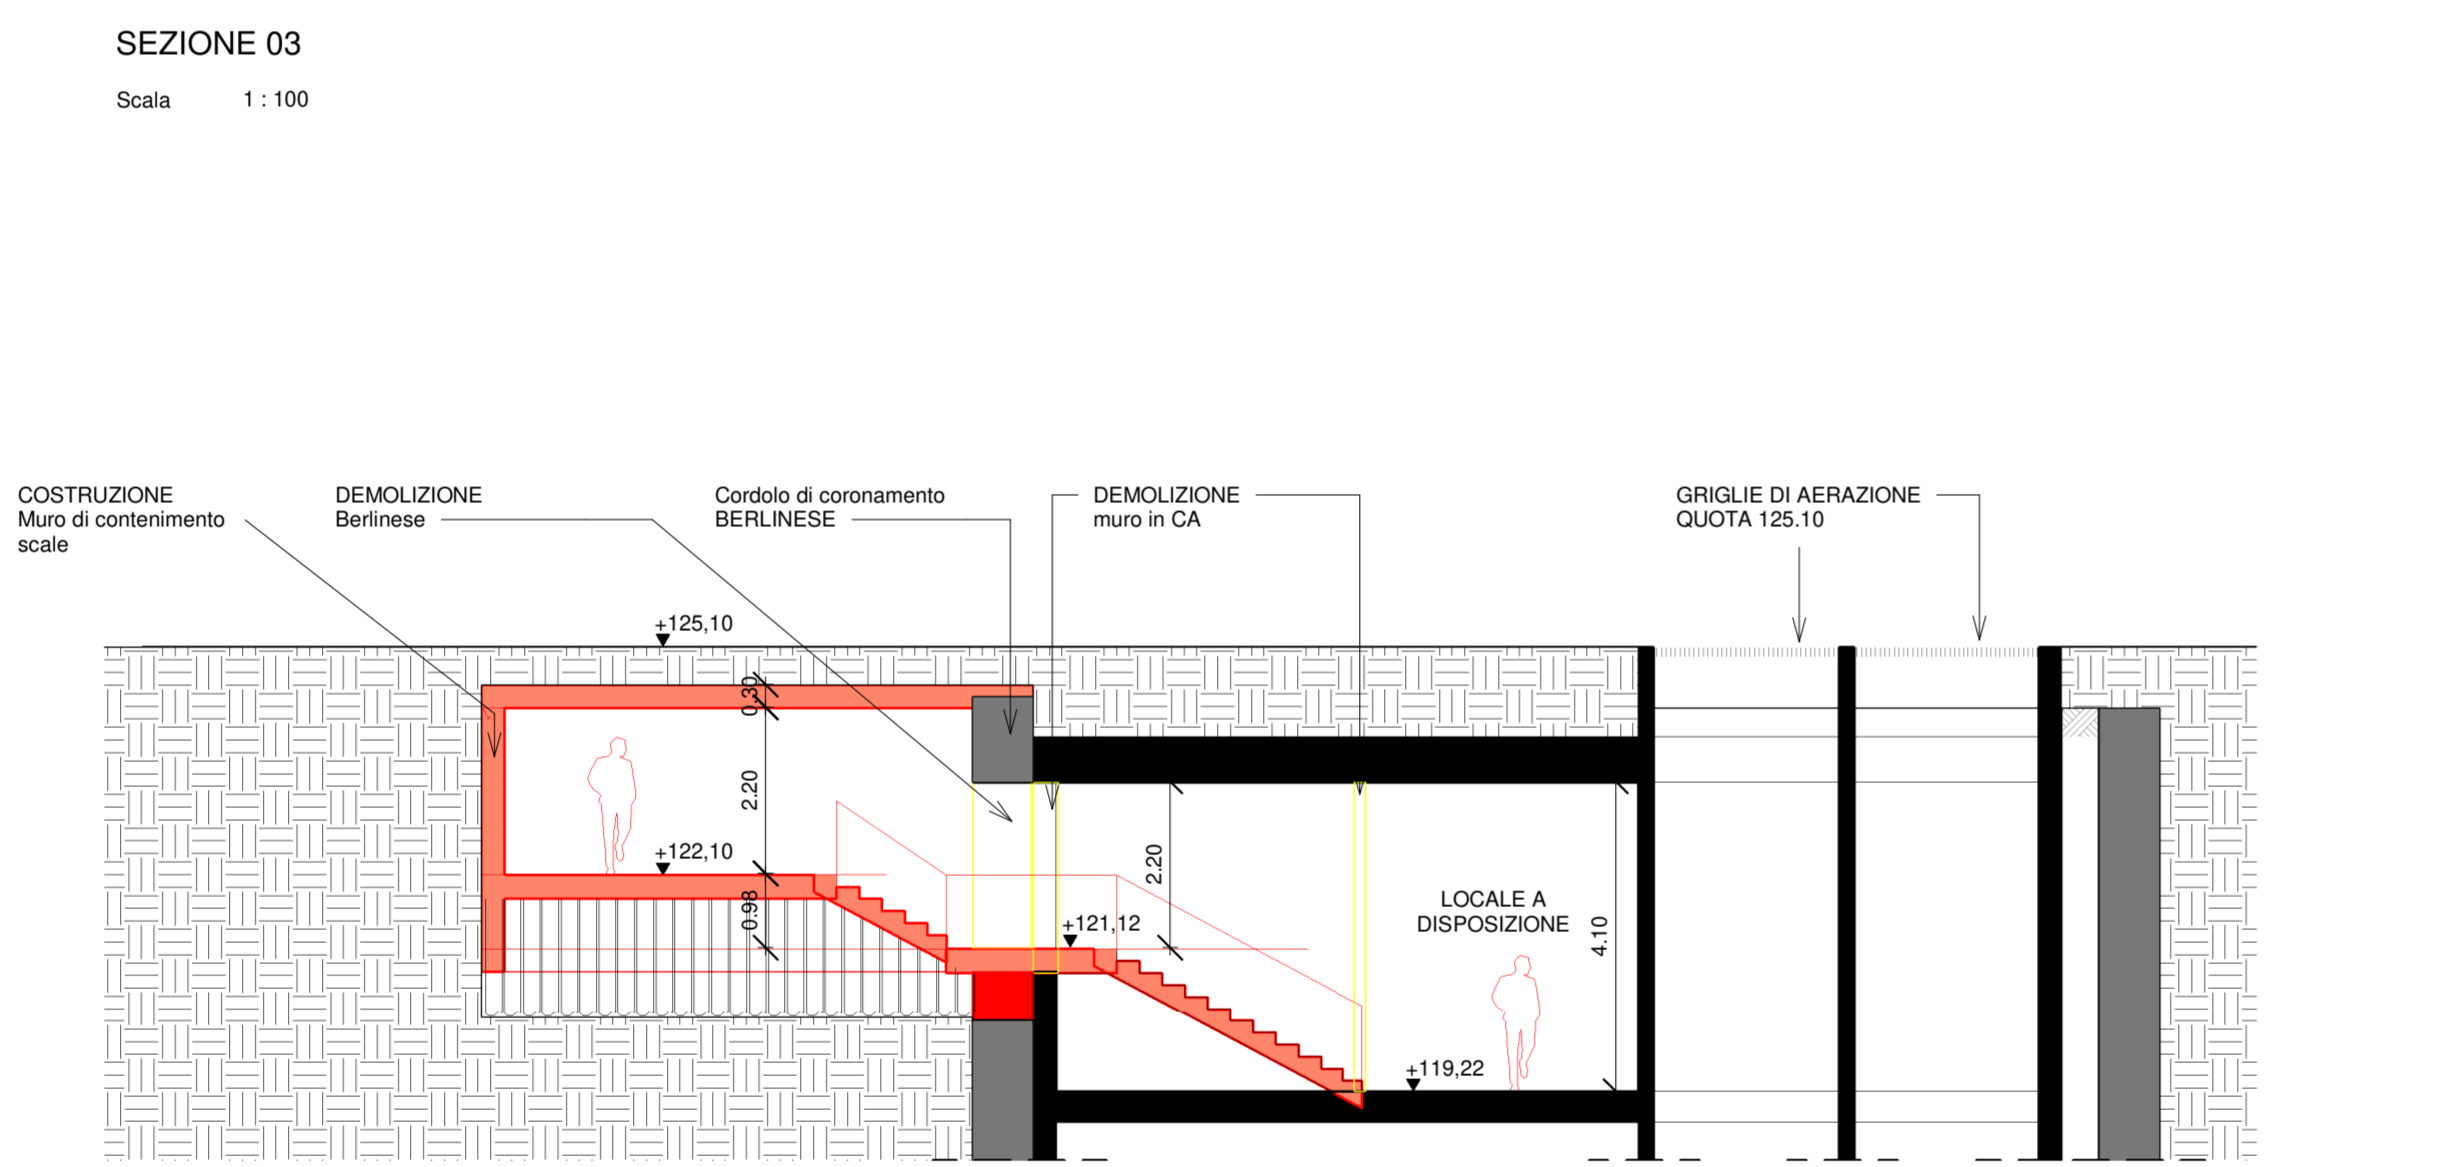 SEZIONE 03
Scala 1 : 100
COSTRUZIONE
Muro di contenimento
scale
DEMOLIZIONE
Berlinese
Cordolo di coronamento
BERLINESE
DEMOLIZIONE
muro in CA
GRIGLIE DI AERAZIONE
QUOTA 125.10
+125,10
0.30
2.20
+122,10
0.98
2.20
+121,12
LOCALE A
DISPOSIZIONE
4.10
+119,22